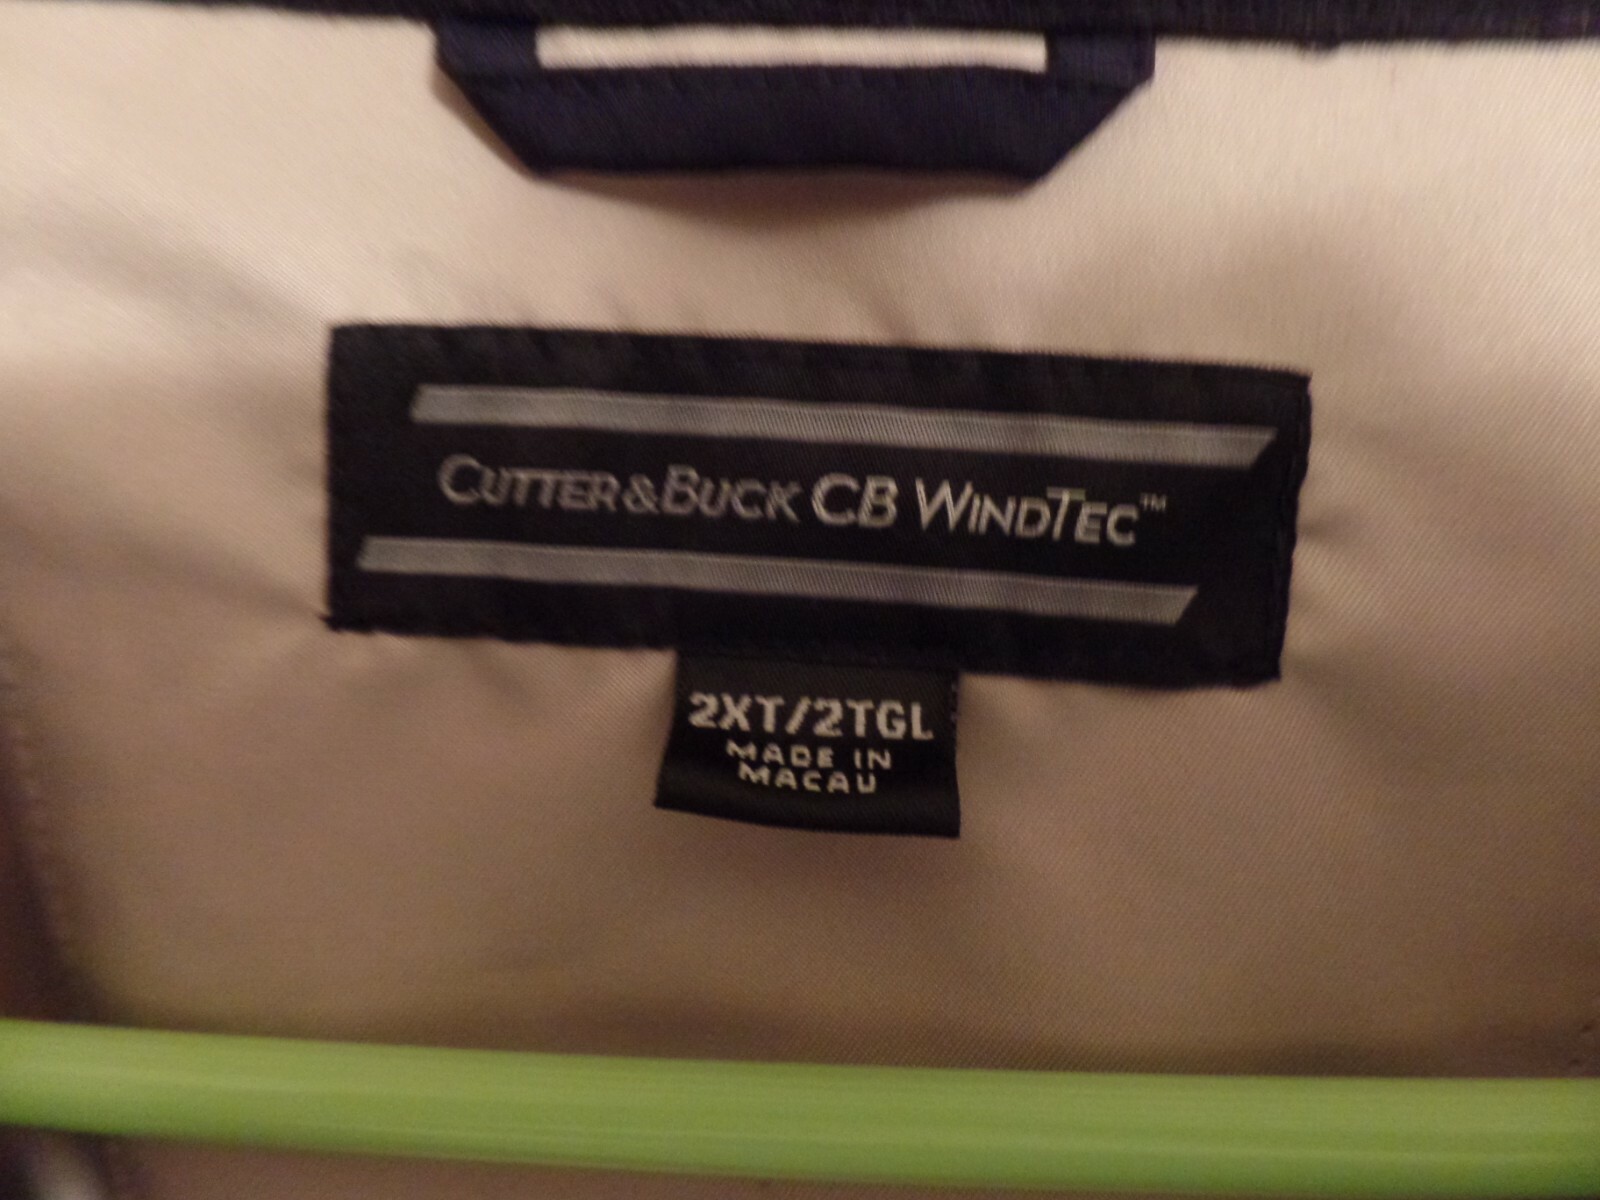 CUTTER & BUCK CB WINDTEC™
2XT/2TGL
MADE IN
MACAU